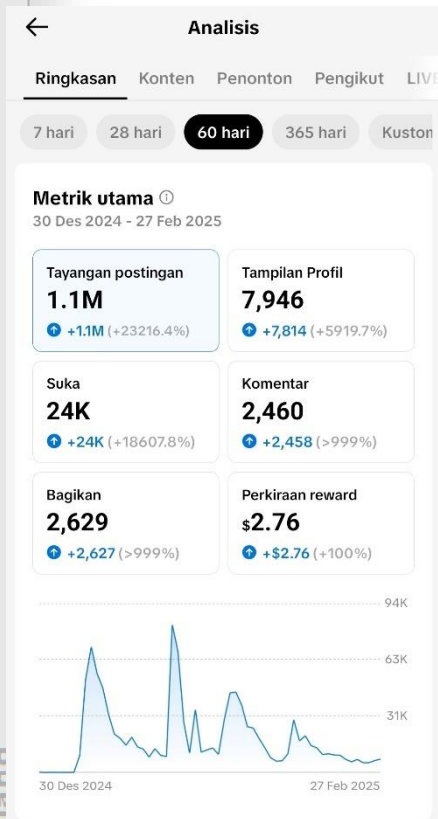 Analisis
Ringkasan Konten Penonton Pengikut LIVE
7 hari 28 hari 60 hari 365 hari Kustom
Metrik utama
30 Des 2024 - 27 Feb 2025
Tayangan postingan
1.1M
+1.1M (+23216.4%)
Tampilan Profil
7,946
+7,814 (+5919.7%)
Suka
24K
+24K (+18607.8%)
Komentar
2,460
+2,458 (>999%)
Bagikan
2,629
+2,627 (>999%)
Perkiraan reward
$2.76
+$2.76 (+100%)
94K
63K
31K
30 Des 2024 27 Feb 2025